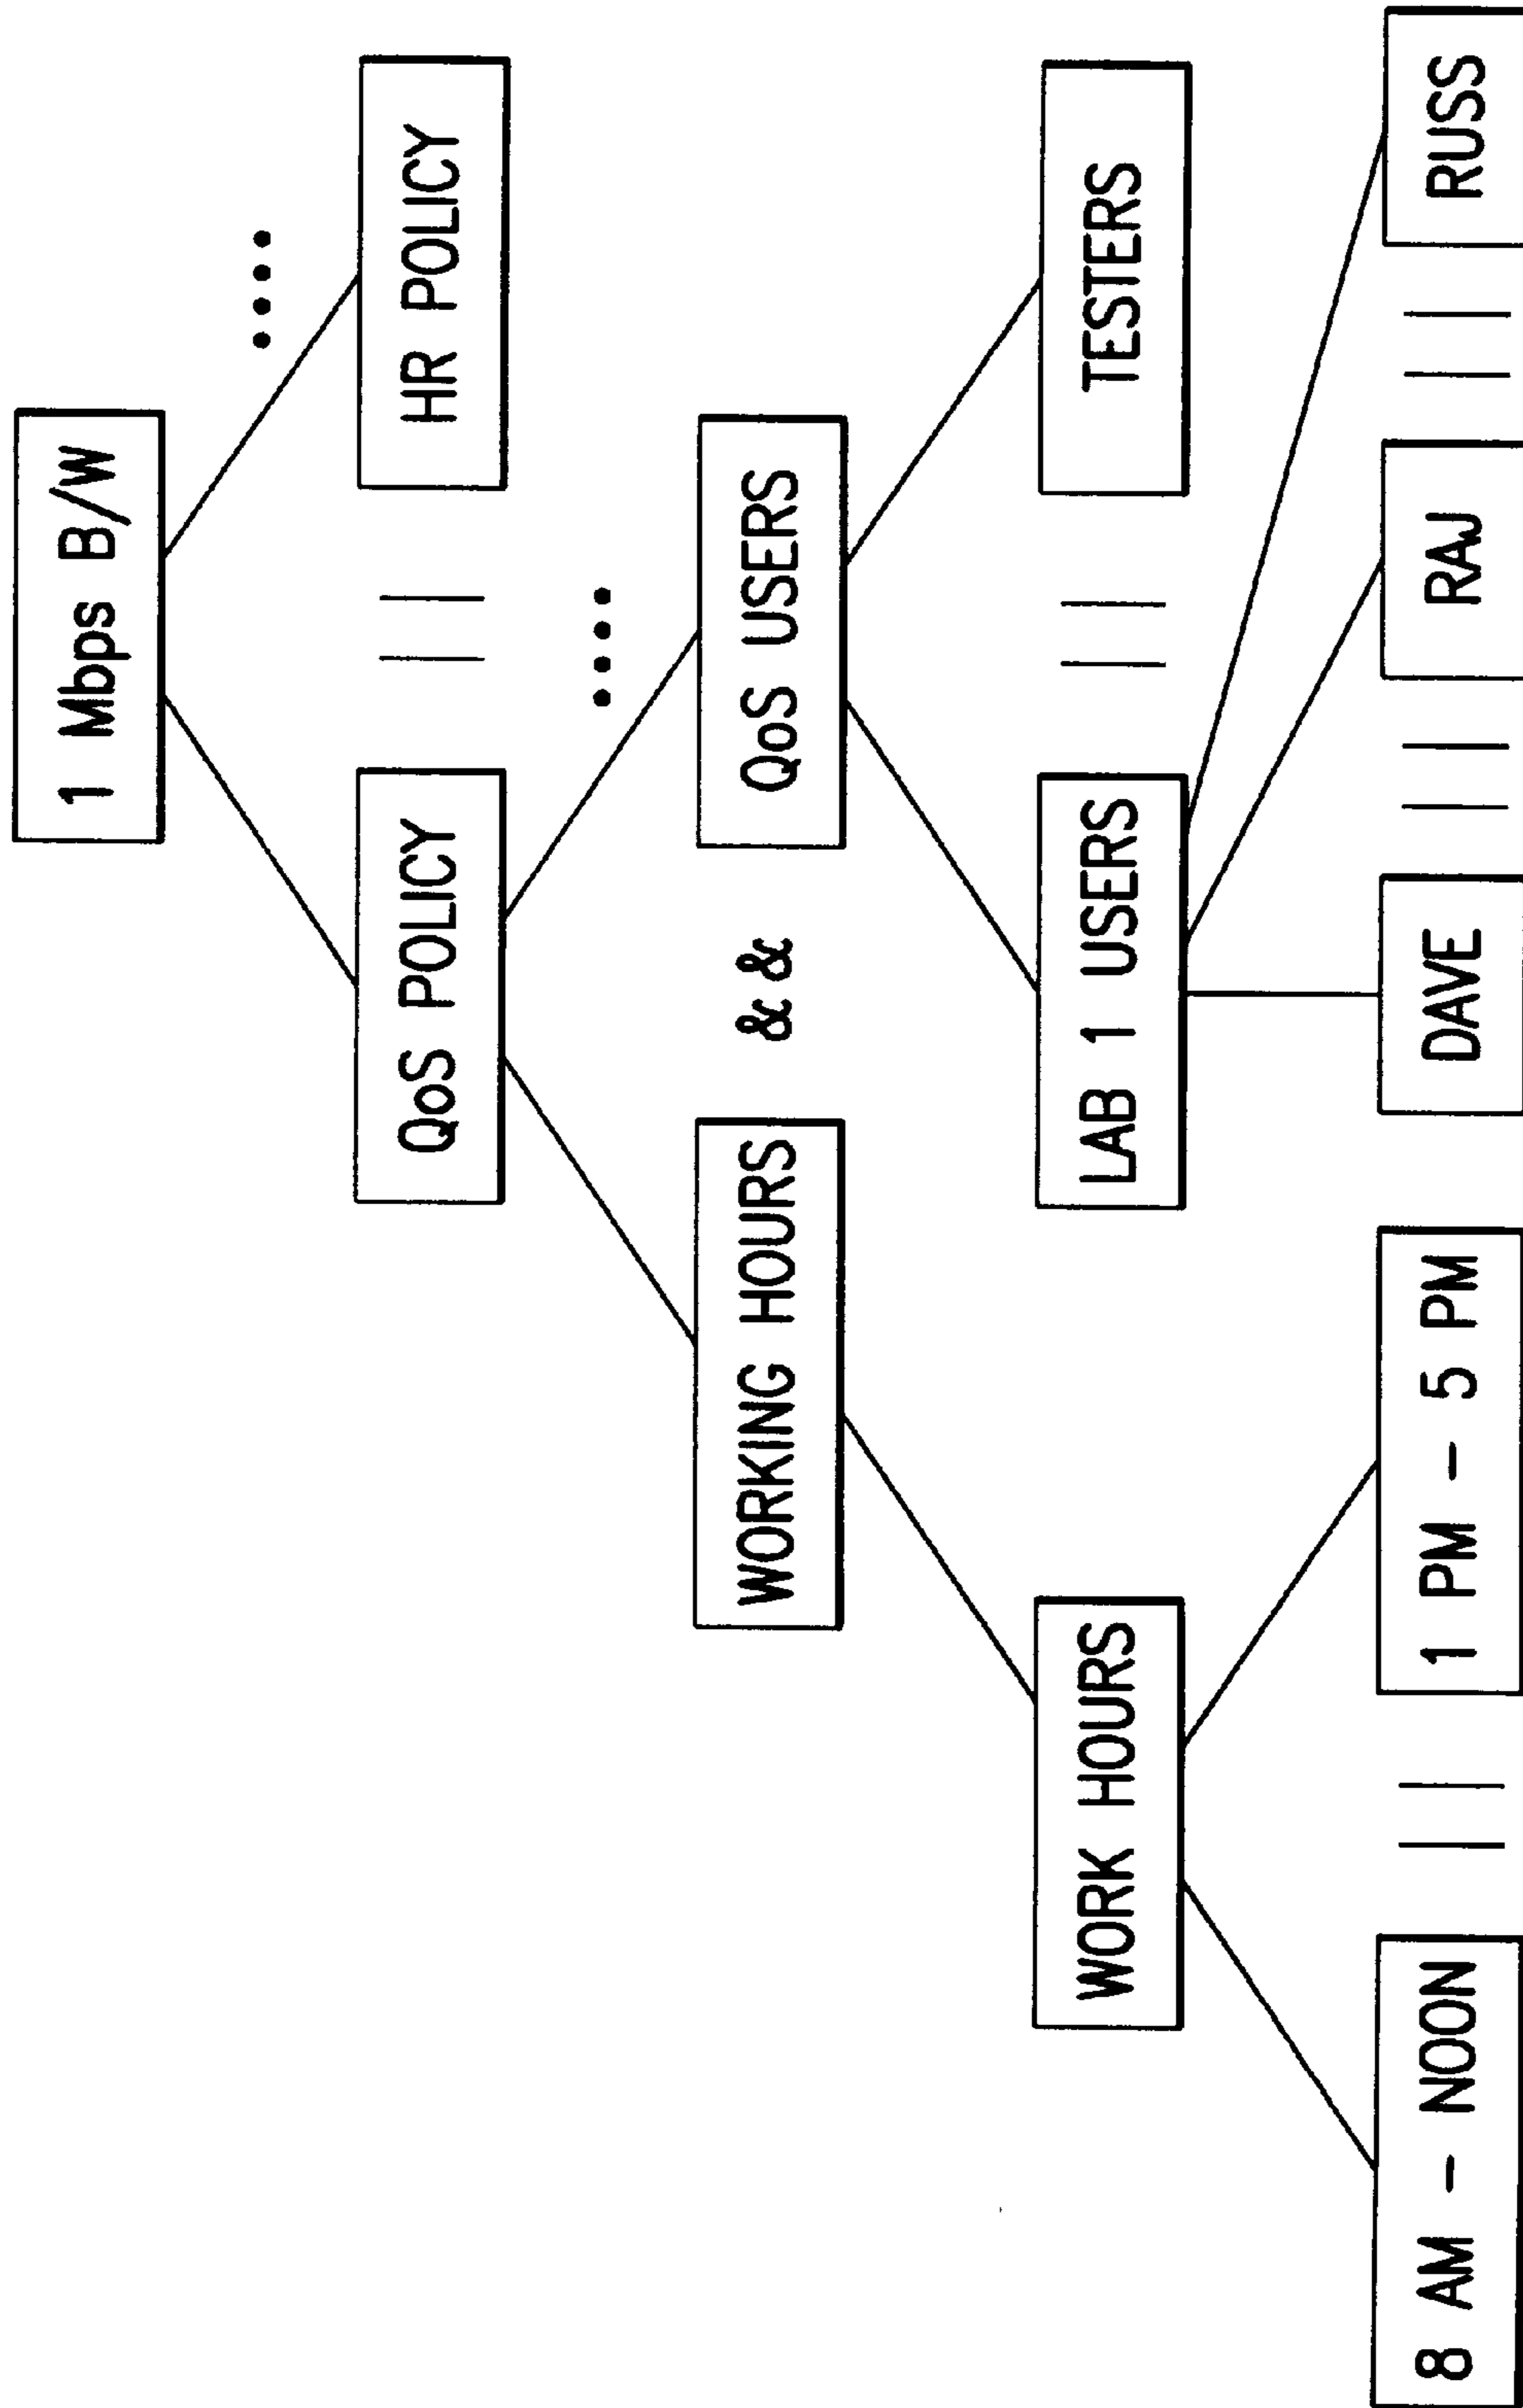 1 Mbps B/W
••••
QoS POLICY || HR POLICY
••••
WORKING HOURS && QoS USERS
WORK HOURS LAB 1 USERS || TESTERS
8 AM - NOON || 1 PM - 5 PM DAVE || RAJ || RUSS